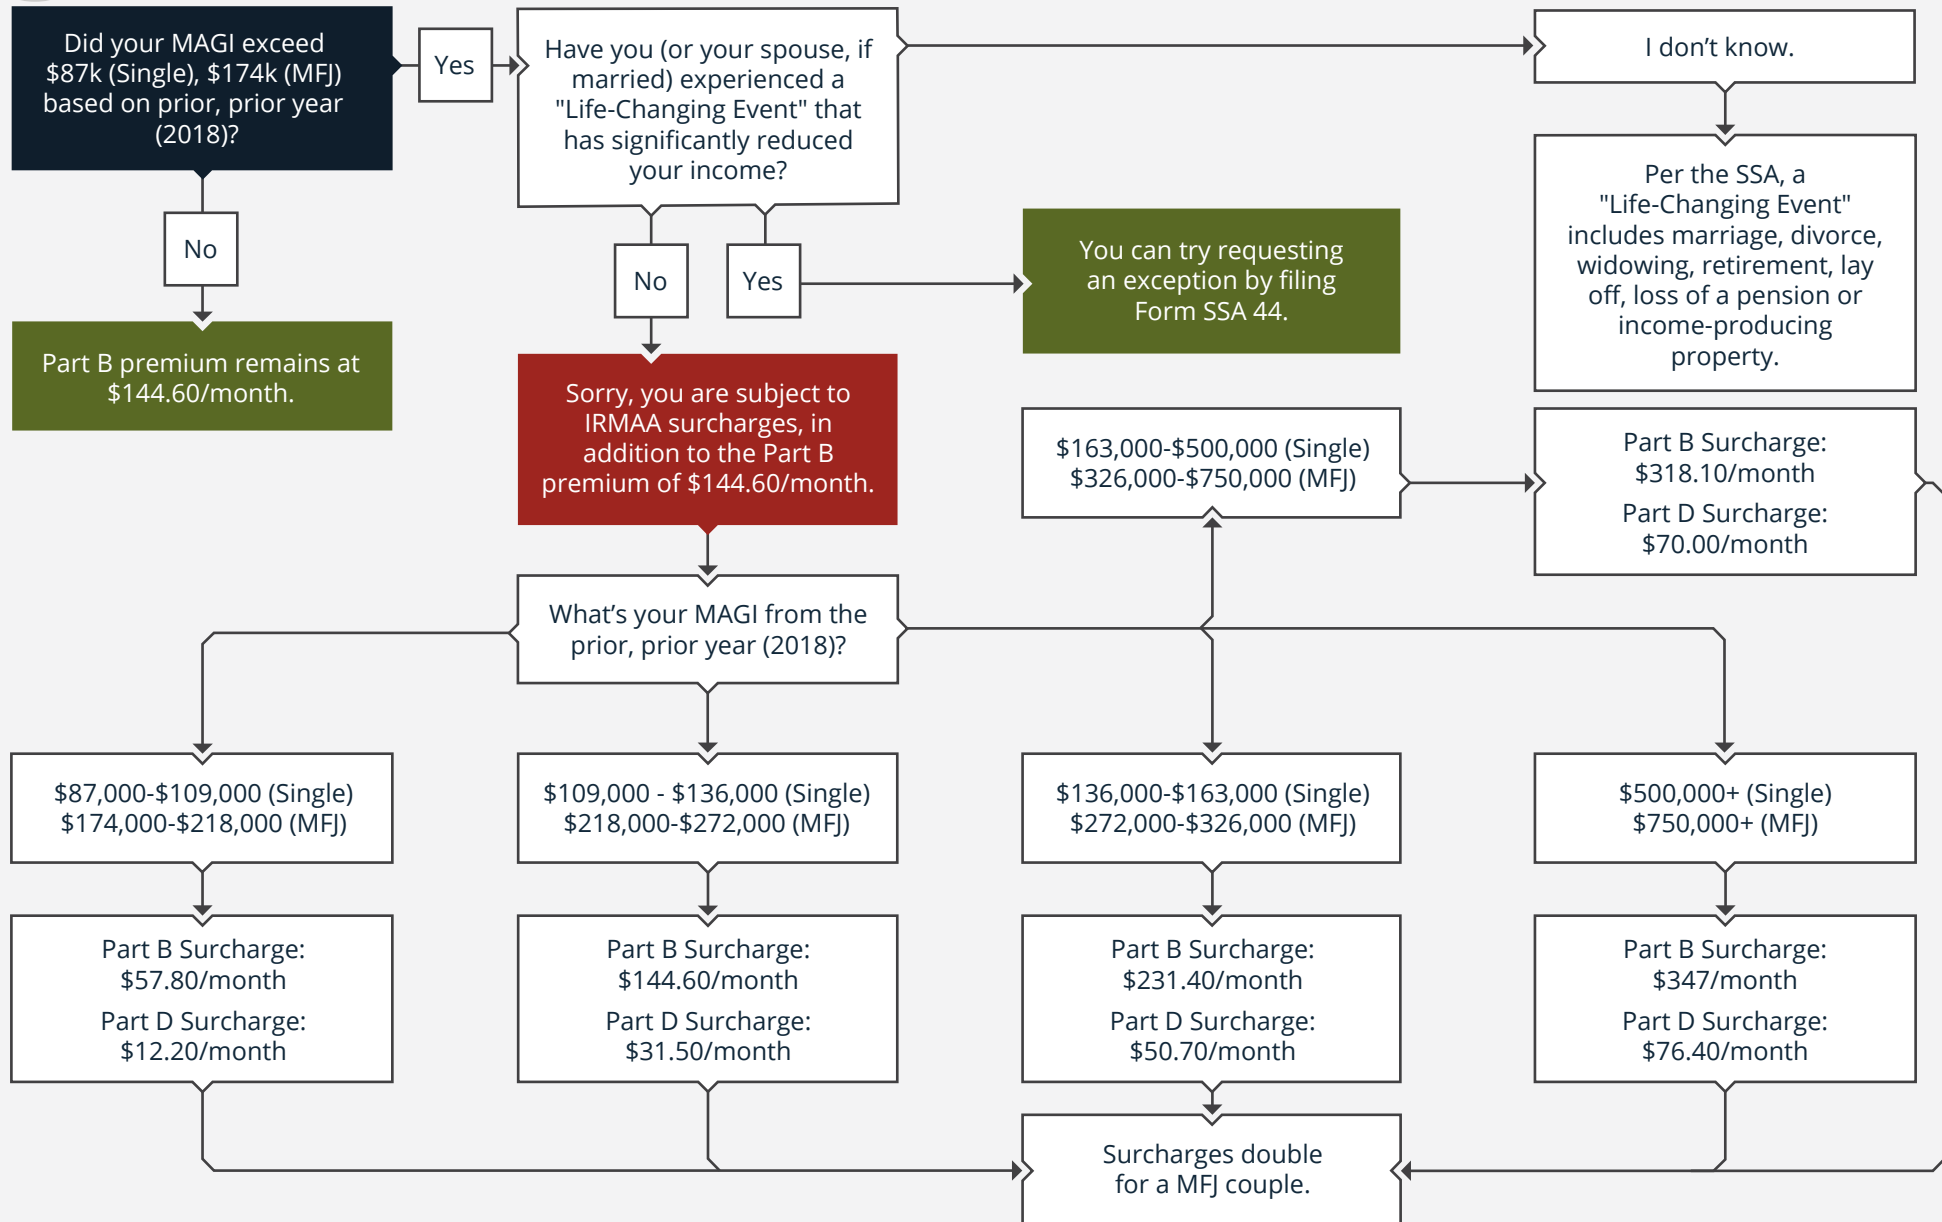 Did your MAGI exceed
$87k (Single), $174k (MFJ)
based on prior, prior year
(2018)?
Yes
Have you (or your spouse, if
married) experienced a
"Life-Changing Event" that
has significantly reduced
your income?
I don’t know.
Per the SSA, a
"Life-Changing Event"
includes marriage, divorce,
widowing, retirement, lay
off, loss of a pension or
income-producing
property.
No
Part B premium remains at
$144.60/month.
No
Yes
You can try requesting
an exception by filing
Form SSA 44.
Sorry, you are subject to
IRMAA surcharges, in
addition to the Part B
premium of $144.60/month.
$163,000-$500,000 (Single)
$326,000-$750,000 (MFJ)
Part B Surcharge:
$318.10/month
Part D Surcharge:
$70.00/month
What’s your MAGI from the
prior, prior year (2018)?
$87,000-$109,000 (Single)
$174,000-$218,000 (MFJ)
$109,000 - $136,000 (Single)
$218,000-$272,000 (MFJ)
$136,000-$163,000 (Single)
$272,000-$326,000 (MFJ)
$500,000+ (Single)
$750,000+ (MFJ)
Part B Surcharge:
$57.80/month
Part D Surcharge:
$12.20/month
Part B Surcharge:
$144.60/month
Part D Surcharge:
$31.50/month
Part B Surcharge:
$231.40/month
Part D Surcharge:
$50.70/month
Part B Surcharge:
$347/month
Part D Surcharge:
$76.40/month
Surcharges double
for a MFJ couple.